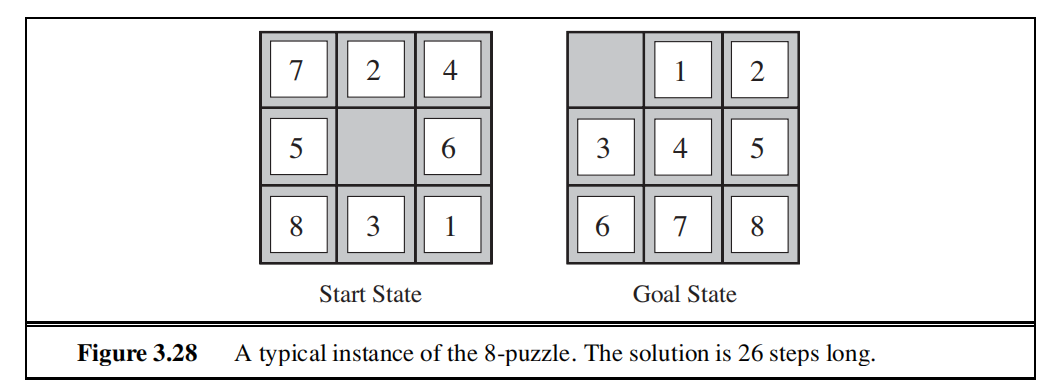 7 2 4 1 2
5 6 3 4 5
8 3 1 6 7 8
Start State Goal State
Figure 3.28 A typical instance of the 8-puzzle. The solution is 26 steps long.